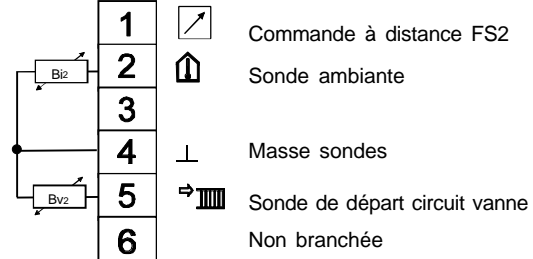 1 Commande à distance FS2
Bi2 2 Sonde ambiante
3
4 Masse sondes
Bv2 5 Sonde de départ circuit vanne
6 Non branchée